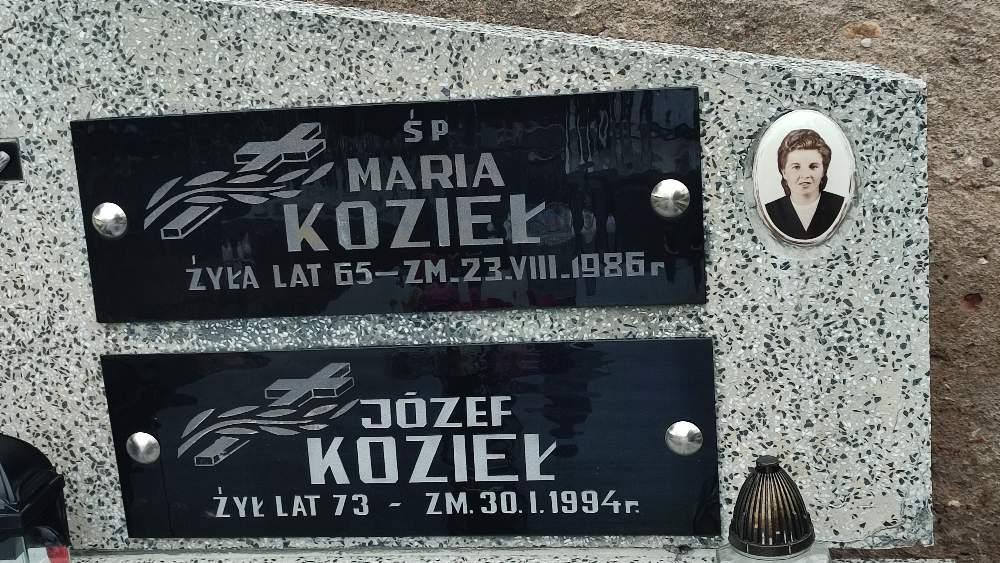 ŚP
MARIA
KOZIEŁ
ŻYŁA LAT 65 - ZM. 23.VIII.1986 r
JÓZEF
KOZIEŁ
ŻYŁ LAT 73 - ZM. 30.I.1994 r.